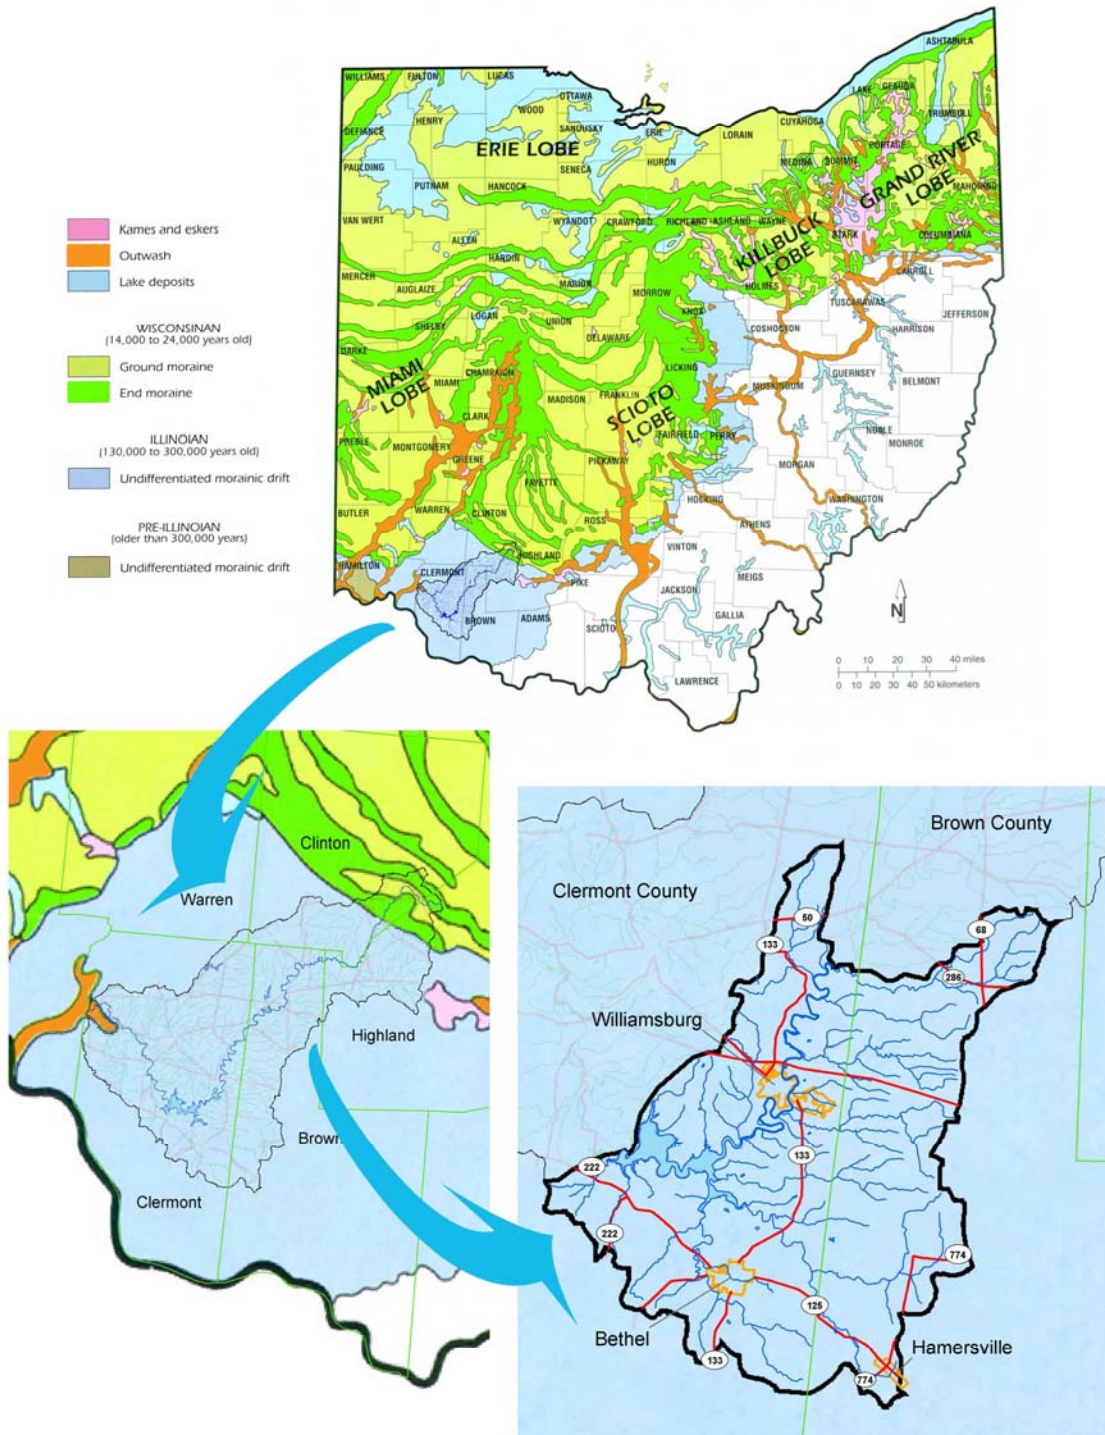 ASHTABULA
WILLIAMS
FULTON
LUCAS
LAKE
GEAUGA
OTTAWA
WOOD
TRUMBULL
HENRY
SANDUSKY
ERIE
LORAIN
CUYAHOGA
DEFIANCE
PORTAGE
ERIE LOBE
MEDINA
SUMMIT
GRAND RIVER
LOBE
PAULDING
SENECA
HURON
MAHONING
PUTNAM
HANCOCK
VAN WERT
WYANDOT
CRAWFORD
RICHLAND
ASHLAND
WAYNE
STARK
COLUMBIANA
KILLBUCK
LOBE
ALLEN
HARDIN
MERCER
AUGLAIZE
MARION
MORROW
HOLMES
CARROLL
TUSCARAWAS
JEFFERSON
LOGAN
SHELBY
UNION
KNOX
COSHOCTON
HARRISON
DELAWARE
DARKE
MIAMI
LOBE
MIAMI
CHAMPAIGN
LICKING
GUERNSEY
BELMONT
MUSKINGUM
MADISON
FRANKLIN
CLARK
SCIOTO
LOBE
NOBLE
MONROE
PREBLE
MONTGOMERY
FAIRFIELD
PERRY
GREENE
PICKAWAY
MORGAN
FAYETTE
WASHINGTON
HOCKING
BUTLER
WARREN
CLINTON
ROSS
ATHENS
VINTON
HIGHLAND
HAMILTON
CLERMONT
PIKE
MEIGS
JACKSON
BROWN
ADAMS
GALLIA
SCIOTO
LAWRENCE
N
0 20 20 40 miles
0 10 20 30 40 50 kilometers
Kames and eskers
Outwash
Lake deposits
WISCONSINAN
(14,000 to 24,000 years old)
Ground moraine
End moraine
ILLINOIAN
(130,000 to 300,000 years old)
Undifferentiated morainic drift
PRE-ILLINOIAN
(older than 300,000 years)
Undifferentiated morainic drift
Clinton
Warren
Highland
Brown
Clermont
Brown County
Clermont County
50
68
133
286
Williamsburg
133
222
222
774
125
Bethel
Hamersville
133
774